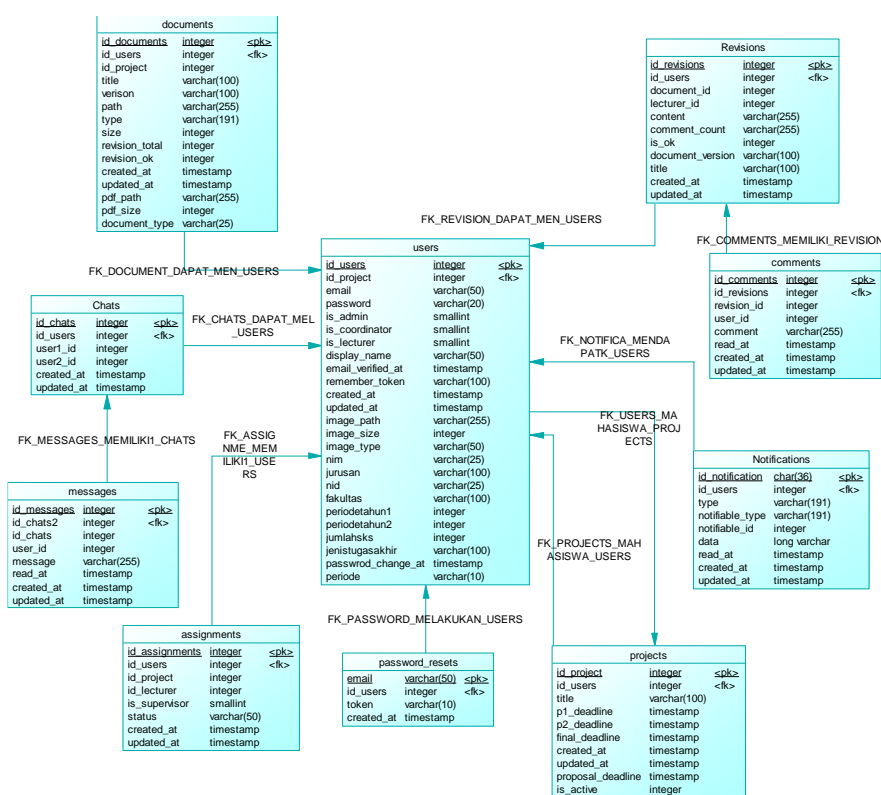 documents
id_documents integer <pk>
id_users integer <fk>
id_project integer
title varchar(100)
verison varchar(100)
path varchar(255)
type varchar(191)
size integer
revision_total integer
revision_ok integer
created_at timestamp
updated_at timestamp
pdf_path varchar(255)
pdf_size integer
document_type varchar(25)
Revisions
id_revisions integer <pk>
id_users integer <fk>
document_id integer
lecturer_id integer
content varchar(255)
comment_count varchar(255)
is_ok integer
document_version varchar(100)
title varchar(100)
created_at timestamp
updated_at timestamp
FK_REVISION_DAPAT_MEN_USERS
FK_COMMENTS_MEMILIKI_REVISION
FK_DOCUMENT_DAPAT_MEN_USERS
users
id_users integer <pk>
id_project integer <fk>
email varchar(50)
password varchar(20)
is_admin smallint
is_coordinator smallint
is_lecturer smallint
display_name varchar(50)
email_verified_at timestamp
remember_token varchar(100)
created_at timestamp
updated_at timestamp
image_path varchar(255)
image_size integer
image_type varchar(50)
nim varchar(25)
jurusan varchar(100)
nid varchar(25)
fakultas varchar(100)
periodetahun1 integer
periodetahun2 integer
jumlahsks integer
jenistugasakhir varchar(100)
passwrod_change_at timestamp
periode varchar(10)
comments
id_comments integer <pk>
id_revisions integer <fk>
revision_id integer
user_id integer
comment varchar(255)
read_at timestamp
created_at timestamp
updated_at timestamp
Chats
id_chats integer <pk>
id_users integer <fk>
user1_id integer
user2_id integer
created_at timestamp
updated_at timestamp
FK_CHATS_DAPAT_MEL
_USERS
FK_NOTIFICA_MENDA
PATK_USERS
FK_MESSAGES_MEMILIKI1_CHATS
FK_ASSIG
NME_MEM
ILIKI1_USE
RS
FK_USERS_MA
HASISWA_PROJ
ECTS
Notifications
id_notification char(36) <pk>
id_users integer <fk>
type varchar(191)
notifiable_type varchar(191)
notifiable_id integer
data long varchar
read_at timestamp
created_at timestamp
updated_at timestamp
messages
id_messages integer <pk>
id_chats2 integer <fk>
id_chats integer
user_id integer
message varchar(255)
read_at timestamp
created_at timestamp
updated_at timestamp
FK_PROJECTS_MAH
ASISWA_USERS
FK_PASSWORD_MELAKUKAN_USERS
assignments
id_assignments integer <pk>
id_users integer <fk>
id_project integer
id_lecturer integer
is_supervisor smallint
status varchar(50)
created_at timestamp
updated_at timestamp
password_resets
email varchar(50) <pk>
id_users integer <fk>
token varchar(10)
created_at timestamp
projects
id_project integer <pk>
id_users integer <fk>
title varchar(100)
p1_deadline timestamp
p2_deadline timestamp
final_deadline timestamp
created_at timestamp
updated_at timestamp
proposal_deadline timestamp
is_active integer